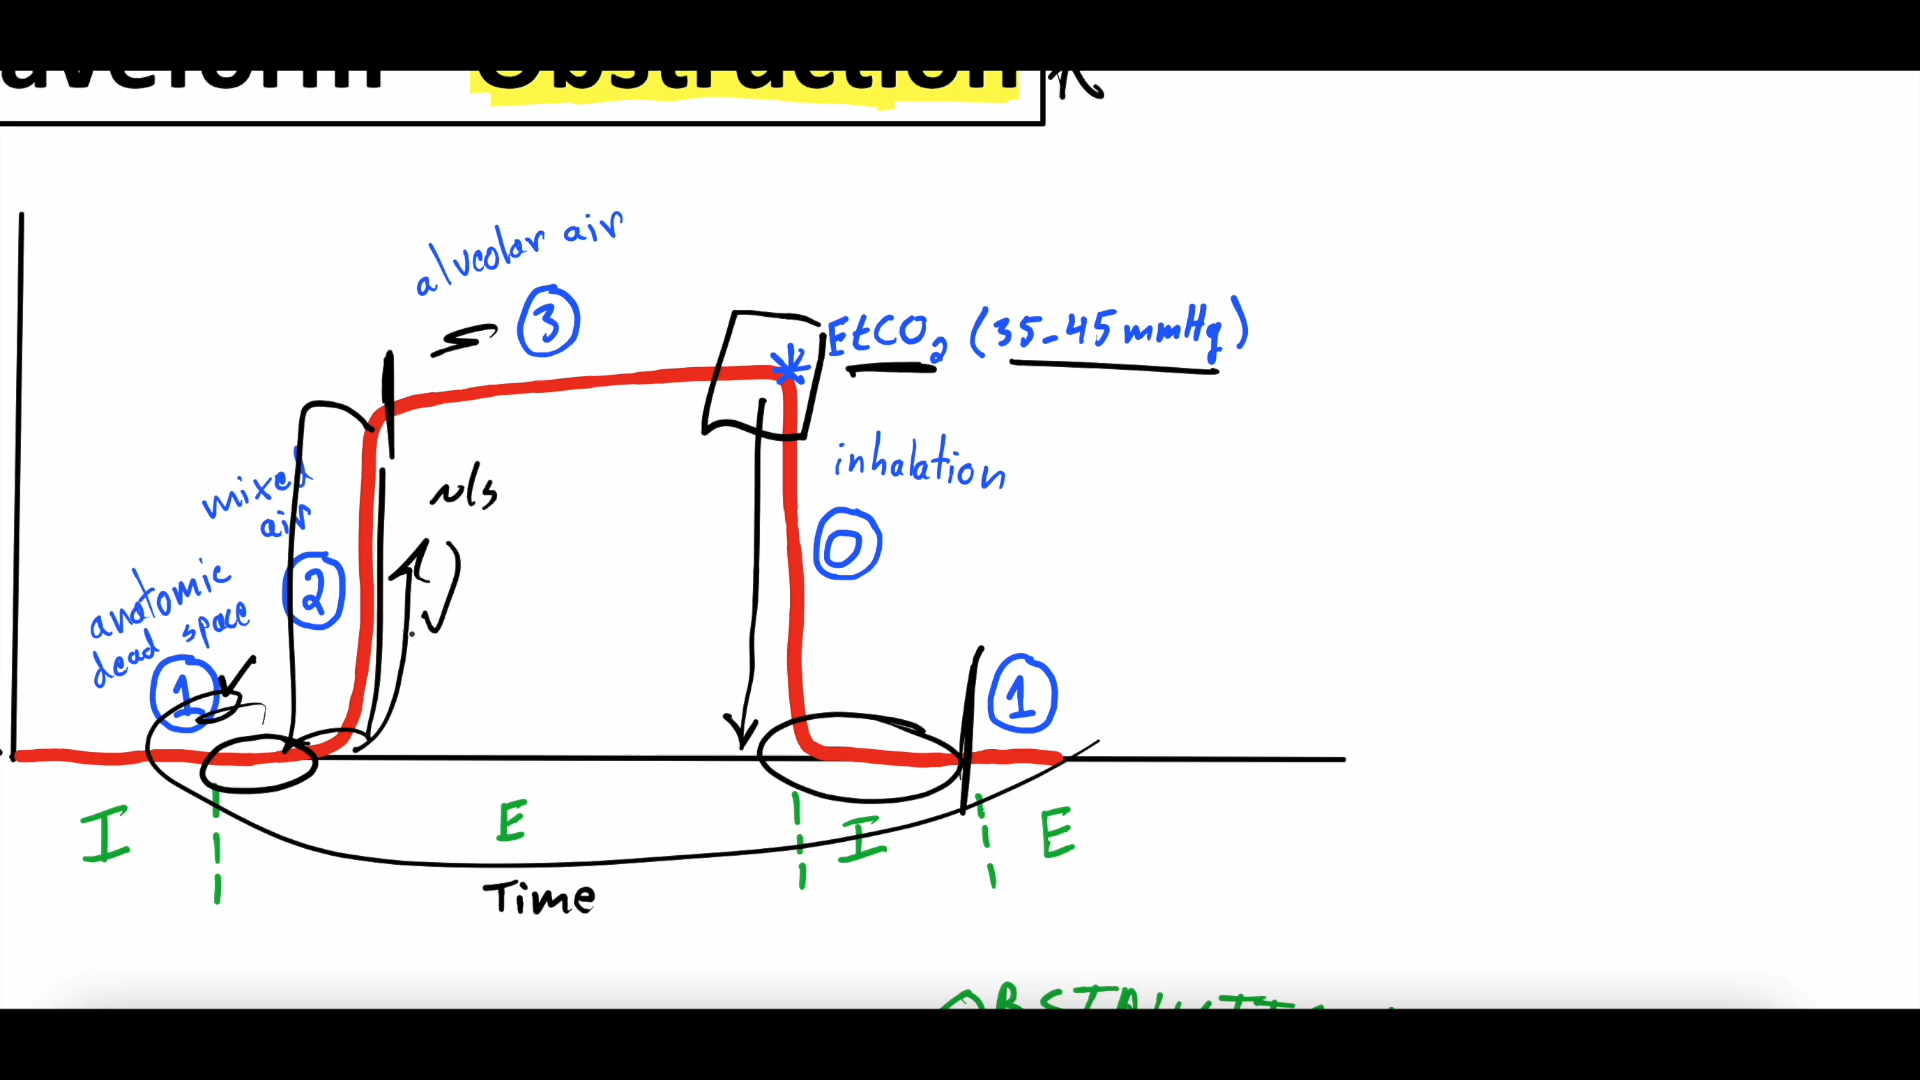 Obstruction
alveolar air
3
EtCO2 (35-45 mmHg)
inhalation
mixed
air
0
anatomic
dead space
2
1
1
I
E
I
E
Time